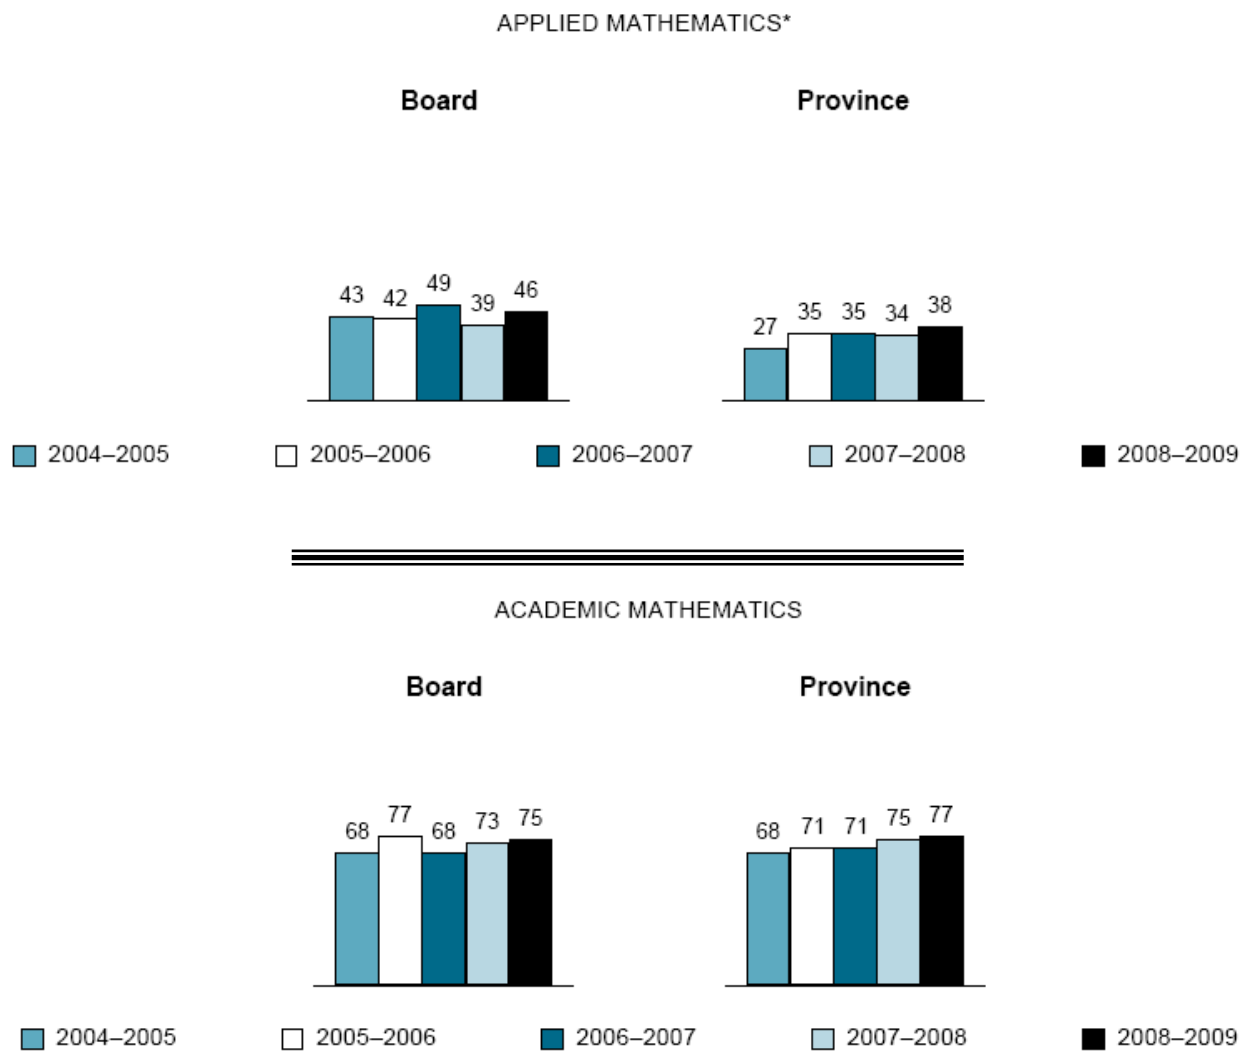 APPLIED MATHEMATICS*
Board Province
43 42 49 39 46 27 35 35 34 38
2004–2005 2005–2006 2006–2007 2007–2008 2008–2009
ACADEMIC MATHEMATICS
Board Province
68 77 68 73 75 68 71 71 75 77
2004–2005 2005–2006 2006–2007 2007–2008 2008–2009